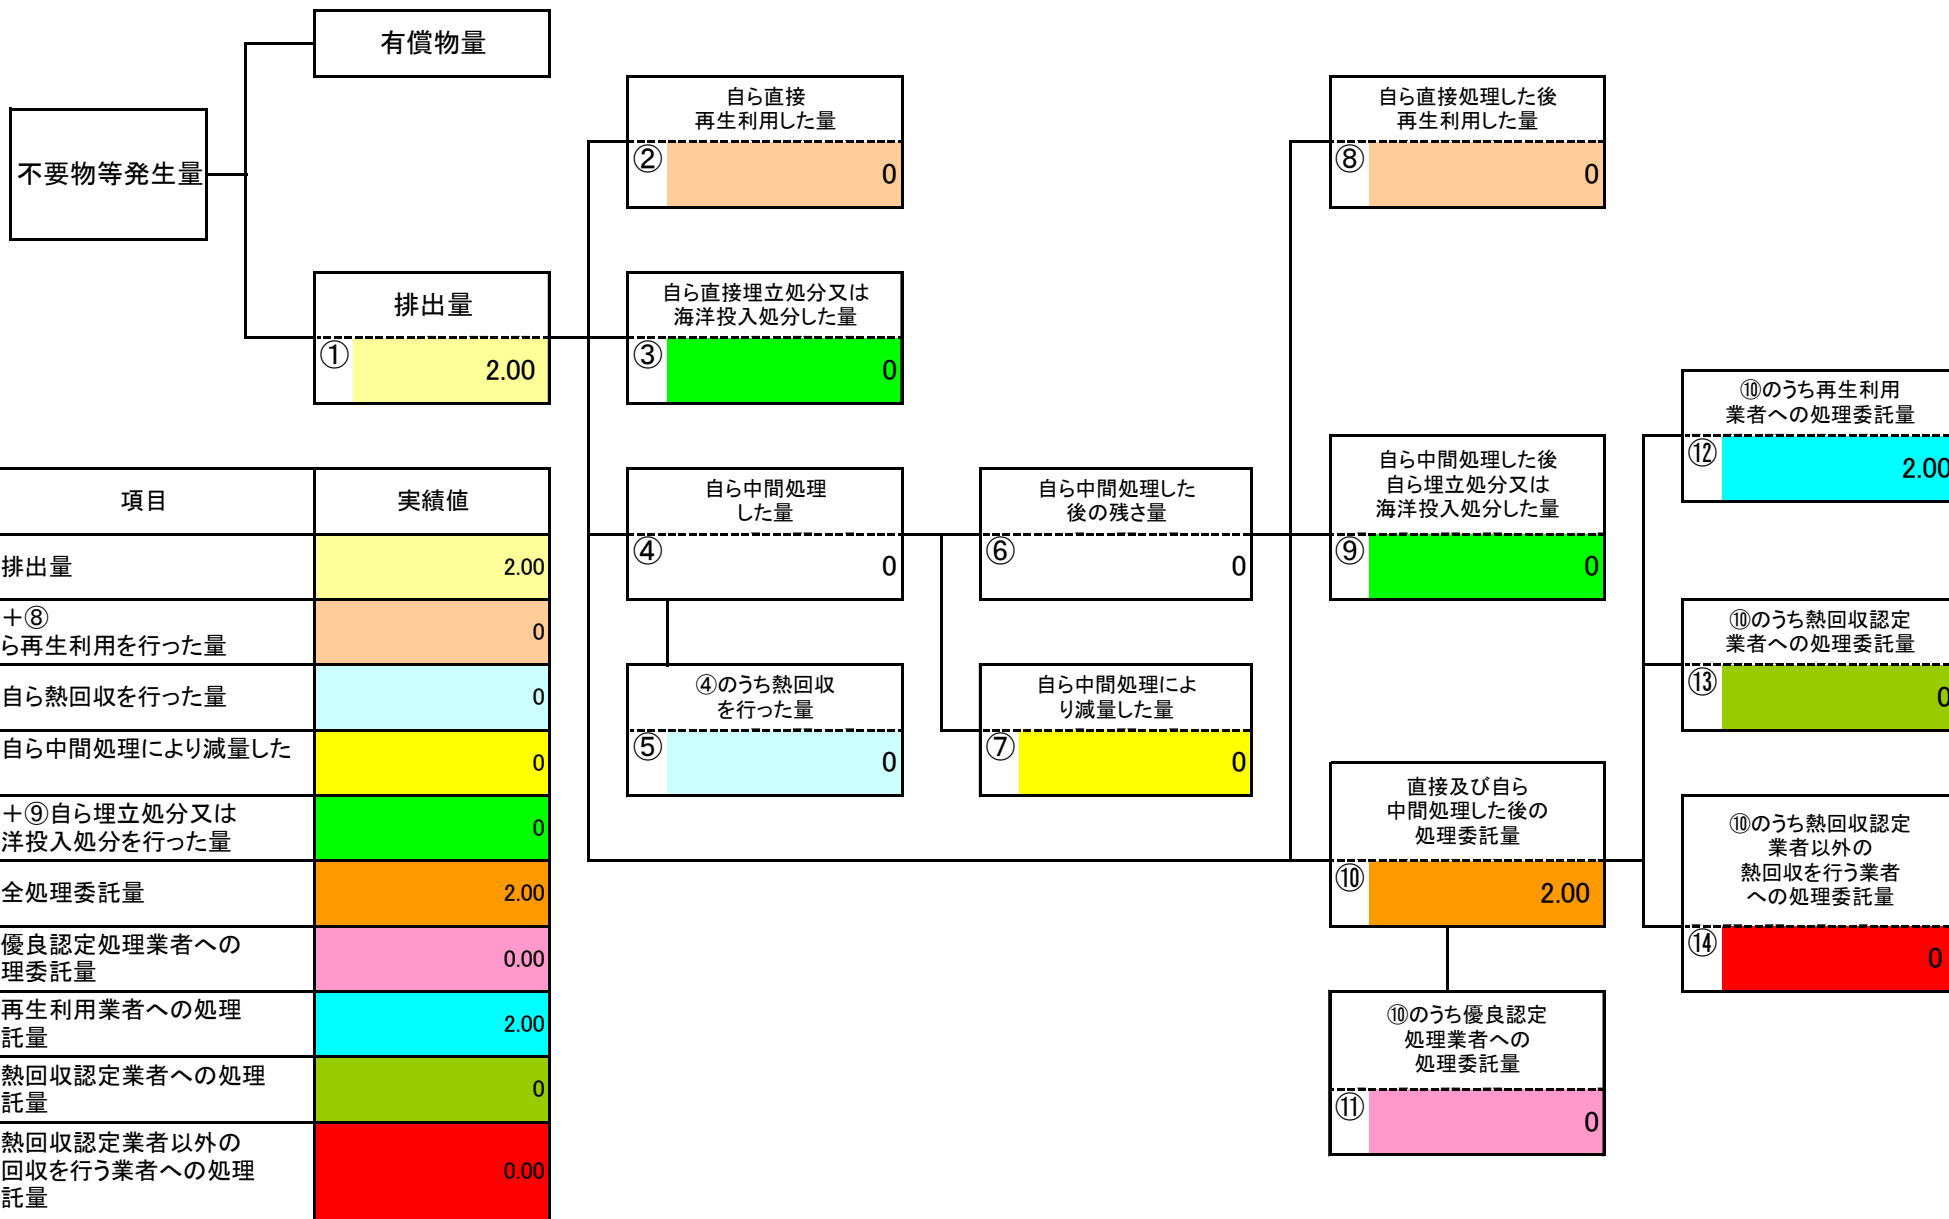 有償物量
不要物等発生量
排出量
①
2.00
自ら直接
再生利用した量
②
0
自ら直接埋立処分又は
海洋投入処分した量
③
0
自ら中間処理
した量
④
0
④のうち熱回収
を行った量
⑤
0
自ら中間処理した
後の残さ量
⑥
0
自ら中間処理によ
り減量した量
⑦
0
自ら直接処理した後
再生利用した量
⑧
0
自ら中間処理した後
自ら埋立処分又は
海洋投入処分した量
⑨
0
直接及び自ら
中間処理した後の
処理委託量
⑩
2.00
⑩のうち優良認定
処理業者への
処理委託量
⑪
0
⑩のうち再生利用
業者への処理委託量
⑫
2.00
⑩のうち熱回収認定
業者への処理委託量
⑬
0
⑩のうち熱回収認定
業者以外の
熱回収を行う業者
への処理委託量
⑭
0
項目 実績値
排出量 2.00
+⑧
ら再生利用を行った量 0
自ら熱回収を行った量 0
自ら中間処理により減量した 0
+⑨自ら埋立処分又は
洋投入処分を行った量 0
全処理委託量 2.00
優良認定処理業者への
理委託量 0.00
再生利用業者への処理
託量 2.00
熱回収認定業者への処理
託量 0
熱回収認定業者以外の
回収を行う業者への処理
託量 0.00